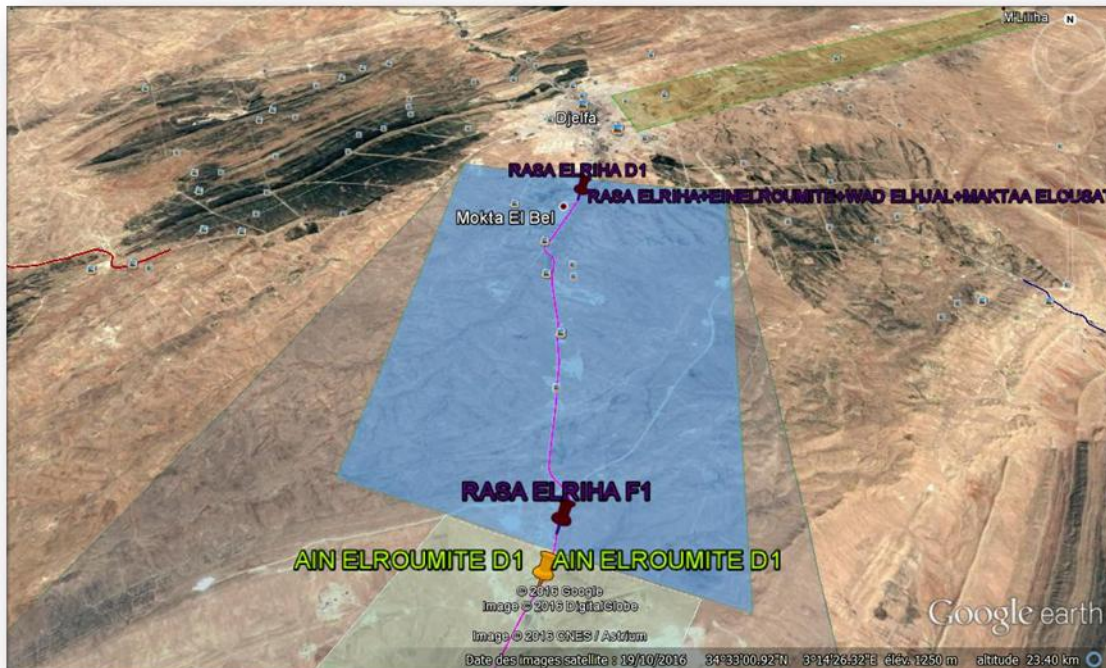 M'Liliha
N
Djelfa
RASA ELRIHA D1
RASA ELRIHA+EINELROUMITE+WAD ELHJAL+MAKTAA ELOUSAT
Mokta El Bel
RASA ELRIHA F1
AIN ELROUMITE D1
AIN ELROUMITE D1
© 2016 Google
Image © 2016 DigitalGlobe
Image © 2016 CNES / Astrium
Google earth
Date des images satellite : 19/10/2016 34°33'00.92"N 3°14'26.32"E élév. 1250 m altitude 23.40 km